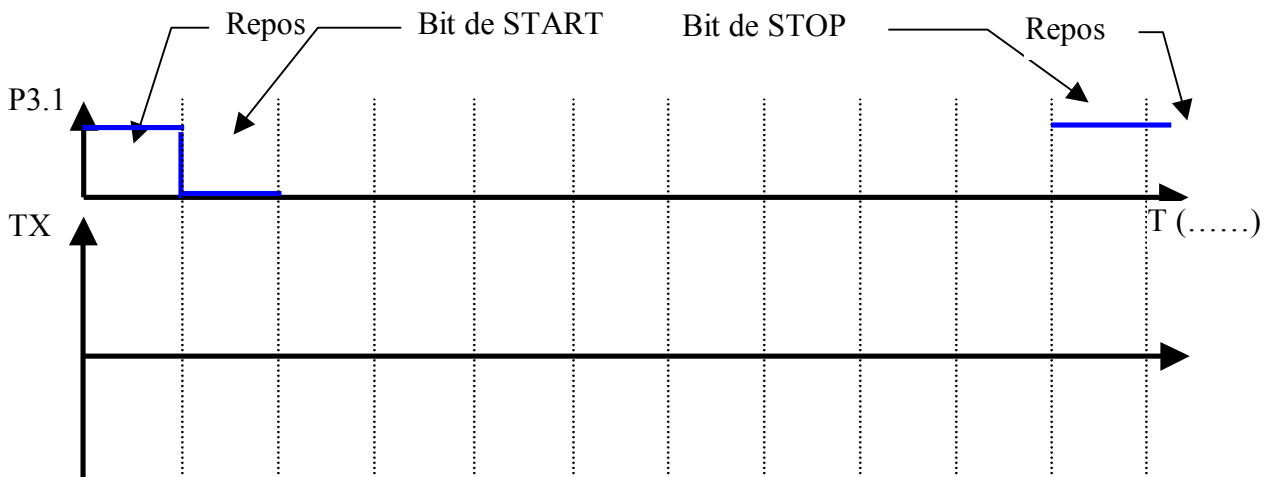 Repos Bit de START Bit de STOP Repos
P3.1
TX T (......)